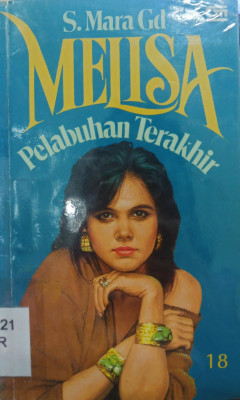 S. Mara Gd
MELISA
Pelabuhan Terakhir
21
R
18